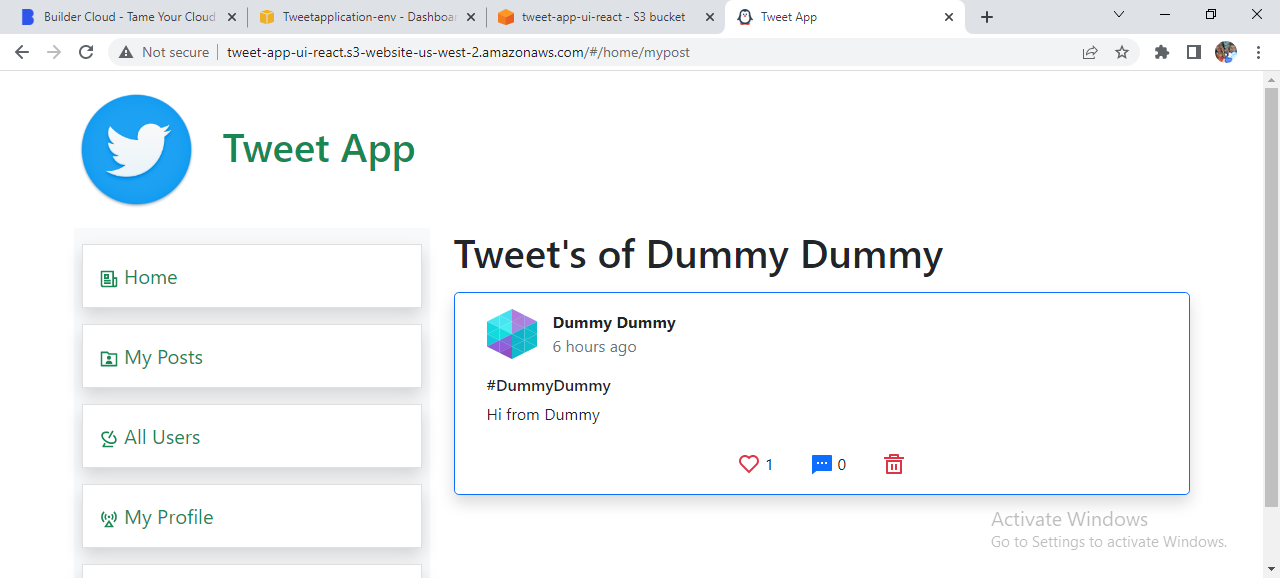 Builder Cloud - Tame Your Cloud
Tweetapplication-env - Dashboar
tweet-app-ui-react - S3 bucket
Tweet App
Not secure
tweet-app-ui-react.s3-website-us-west-2.amazonaws.com/#/home/mypost
Tweet App
Home
My Posts
All Users
My Profile
Tweet's of Dummy Dummy
Dummy Dummy
6 hours ago
#DummyDummy
Hi from Dummy
1
0
Activate Windows
Go to Settings to activate Windows.